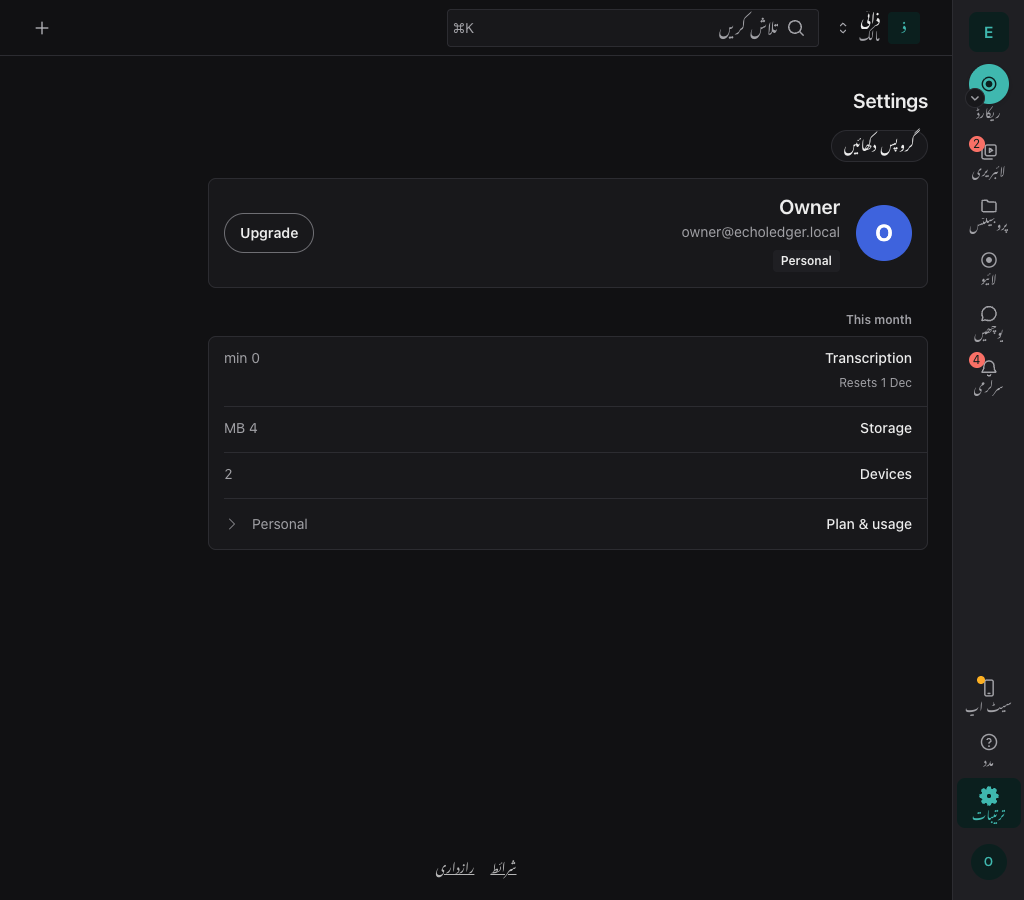 E
ریکارڈ
2
لائبریری
پروجیکٹس
لائیو
پوچھیں
4
سرگرمی
سیٹ اپ
مدد
ترتیبات
O
ذ
ذاتی
مالک
تلاش کریں
⌘K
Settings
گروپس دکھائیں
O
Owner
owner@echoledger.local
Personal
Upgrade
This month
Transcription
min 0
Resets 1 Dec
Storage
MB 4
Devices
2
Plan & usage
Personal
شرائط
رازداری